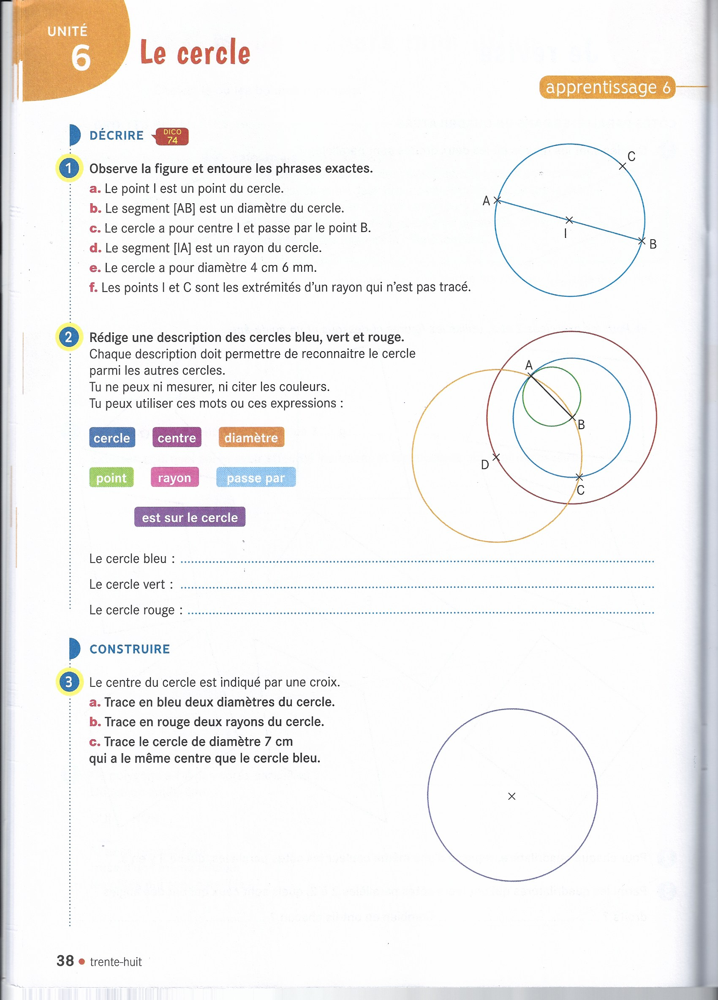 UNITÉ
6
Le cercle
apprentissage 6
DÉCRIRE
DICO
74
1 Observe la figure et entoure les phrases exactes.
a. Le point I est un point du cercle.
b. Le segment [AB] est un diamètre du cercle.
c. Le cercle a pour centre I et passe par le point B.
d. Le segment [IA] est un rayon du cercle.
e. Le cercle a pour diamètre 4 cm 6 mm.
f. Les points I et C sont les extrémités d'un rayon qui n'est pas tracé.
C
A
I
B
2 Rédige une description des cercles bleu, vert et rouge.
Chaque description doit permettre de reconnaitre le cercle
parmi les autres cercles.
Tu ne peux ni mesurer, ni citer les couleurs.
Tu peux utiliser ces mots ou ces expressions :
cercle centre diamètre
point rayon passe par
est sur le cercle
A
B
D
C
Le cercle bleu :
Le cercle vert :
Le cercle rouge :
CONSTRUIRE
3 Le centre du cercle est indiqué par une croix.
a. Trace en bleu deux diamètres du cercle.
b. Trace en rouge deux rayons du cercle.
c. Trace le cercle de diamètre 7 cm
qui a le même centre que le cercle bleu.
38 • trente-huit